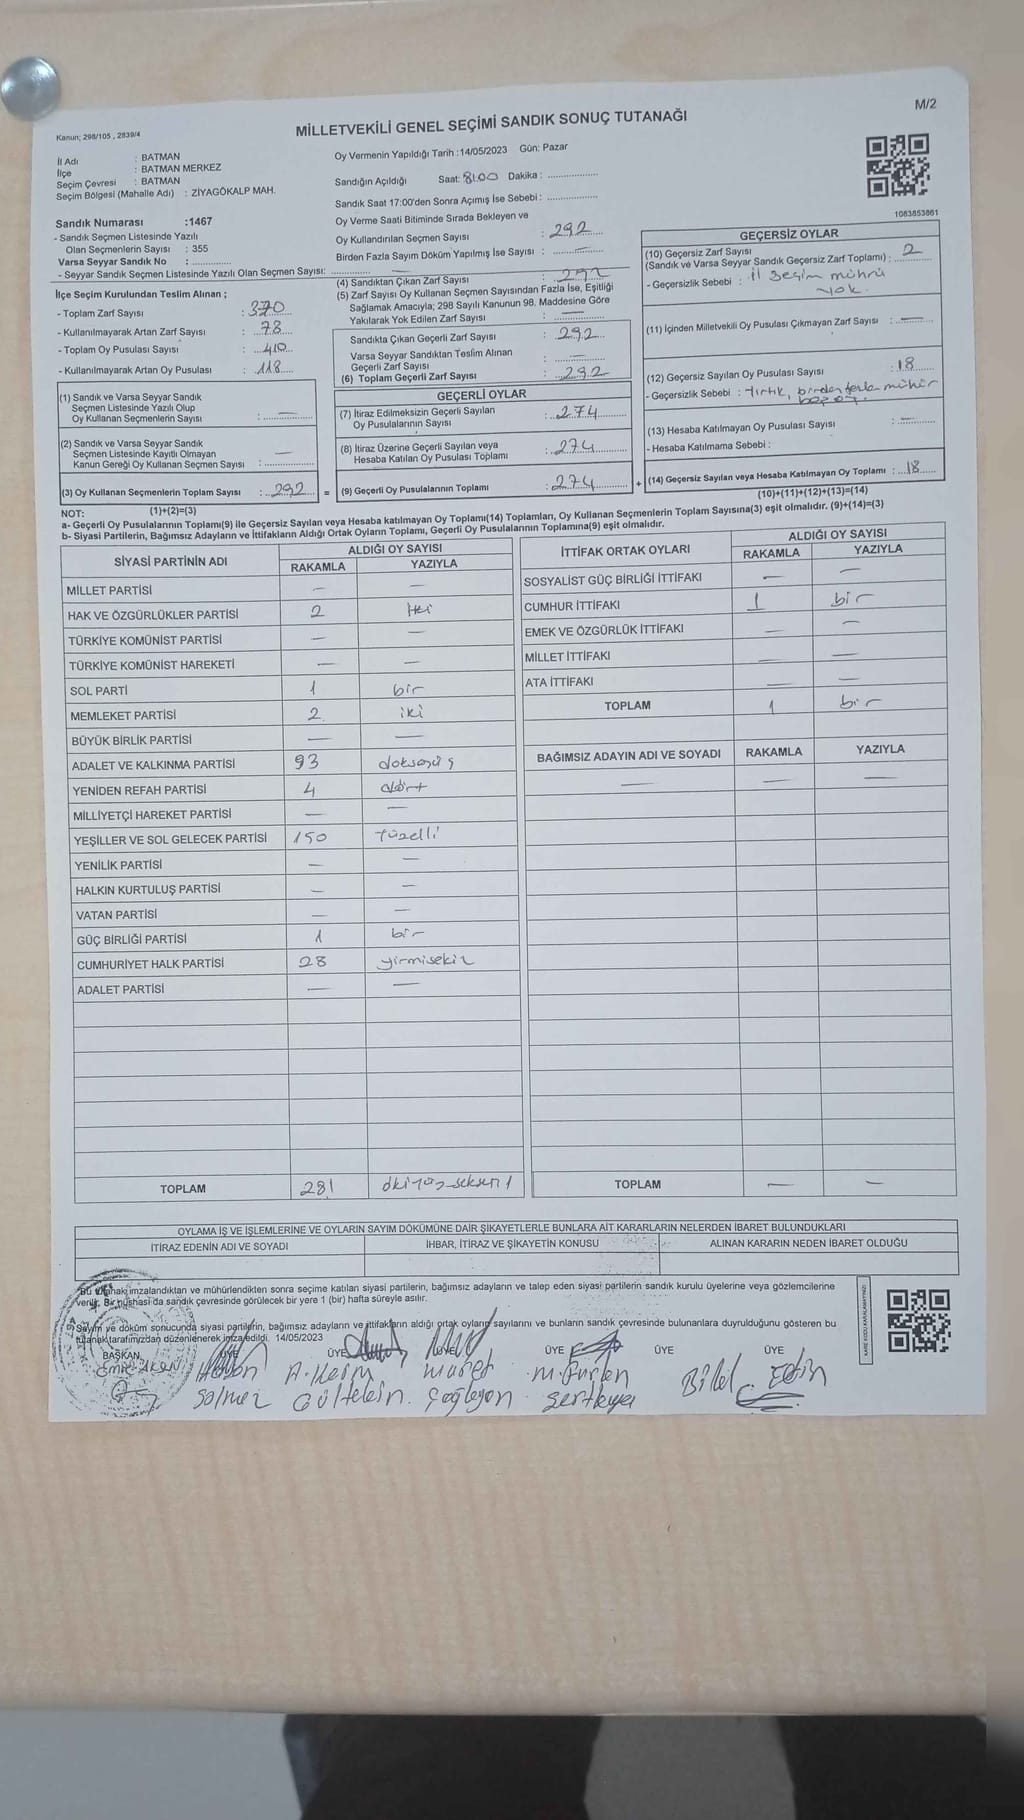 M/2
Kanun; 298/105 , 2839/4
MİLLETVEKİLİ GENEL SEÇİMİ SANDIK SONUÇ TUTANAĞI
İl Adı : BATMAN
İlçe : BATMAN MERKEZ
Seçim Çevresi : BATMAN
Seçim Bölgesi (Mahalle Adı) : ZİYAGÖKALP MAH.
Sandık Numarası :1467
- Sandık Seçmen Listesinde Yazılı
Olan Seçmenlerin Sayısı : 355
Varsa Seyyar Sandık No :
- Seyyar Sandık Seçmen Listesinde Yazılı Olan Seçmen Sayısı: —
Oy Vermenin Yapıldığı Tarih :14/05/2023 Gün: Pazar
Sandığın Açıldığı Saat: 8:00 Dakika :
Sandık Saat 17:00'den Sonra Açımış İse Sebebi :
Oy Verme Saati Bitiminde Sırada Bekleyen ve
Oy Kullandırılan Seçmen Sayısı : 292
Birden Fazla Sayım Döküm Yapılmış İse Sayısı : —
1083853861
İlçe Seçim Kurulundan Teslim Alınan ;
- Toplam Zarf Sayısı : 370
- Kullanılmayarak Artan Zarf Sayısı : 78
- Toplam Oy Pusulası Sayısı : 410
- Kullanılmayarak Artan Oy Pusulası : 118
(1) Sandık ve Varsa Seyyar Sandık
Seçmen Listesinde Yazılı Olup
Oy Kullanan Seçmenlerin Sayısı : —
(2) Sandık ve Varsa Seyyar Sandık
Seçmen Listesinde Kayıtlı Olmayan
Kanun Gereği Oy Kullanan Seçmen Sayısı : —
(3) Oy Kullanan Seçmenlerin Toplam Sayısı : 292 =
(1)+(2)=(3)
(4) Sandıktan Çıkan Zarf Sayısı : 292
(5) Zarf Sayısı Oy Kullanan Seçmen Sayısından Fazla İse, Eşitliği
Sağlamak Amacıyla; 298 Sayılı Kanunun 98. Maddesine Göre
Yakılarak Yok Edilen Zarf Sayısı : —
Sandıkta Çıkan Geçerli Zarf Sayısı : 292
Varsa Seyyar Sandıktan Teslim Alınan
Geçerli Zarf Sayısı : —
(6) Toplam Geçerli Zarf Sayısı : 292
GEÇERLİ OYLAR
(7) İtiraz Edilmeksizin Geçerli Sayılan
Oy Pusulalarının Sayısı : 274
(8) İtiraz Üzerine Geçerli Sayılan veya
Hesaba Katılan Oy Pusulası Toplamı : 274
(9) Geçerli Oy Pusulalarının Toplamı : 274 +
GEÇERSİZ OYLAR
(10) Geçersiz Zarf Sayısı
(Sandık ve Varsa Seyyar Sandık Geçersiz Zarf Toplamı) : 2
- Geçersizlik Sebebi : İl seçim mührü
yok.
(11) İçinden Milletvekili Oy Pusulası Çıkmayan Zarf Sayısı : —
(12) Geçersiz Sayılan Oy Pusulası Sayısı : 18
- Geçersizlik Sebebi : Yırtık, birden fazla mühür
(13) Hesaba Katılmayan Oy Pusulası Sayısı : —
- Hesaba Katılmama Sebebi :
(14) Geçersiz Sayılan veya Hesaba Katılmayan Oy Toplamı : 18
(10)+(11)+(12)+(13)=(14)
NOT:
a- Geçerli Oy Pusulalarının Toplamı(9) ile Geçersiz Sayılan veya Hesaba katılmayan Oy Toplamı(14) Toplamları, Oy Kullanan Seçmenlerin Toplam Sayısına(3) eşit olmalıdır. (9)+(14)=(3)
b- Siyasi Partilerin, Bağımsız Adayların ve İttifakların Aldığı Ortak Oyların Toplamı, Geçerli Oy Pusulalarının Toplamına(9) eşit olmalıdır.
SİYASİ PARTİNİN ADI ALDIĞI OY SAYISI
RAKAMLA YAZIYLA
MİLLET PARTİSİ — —
HAK VE ÖZGÜRLÜKLER PARTİSİ 2 iki
TÜRKİYE KOMÜNİST PARTİSİ — —
TÜRKİYE KOMÜNİST HAREKETİ — —
SOL PARTİ 1 bir
MEMLEKET PARTİSİ 2 iki
BÜYÜK BİRLİK PARTİSİ — —
ADALET VE KALKINMA PARTİSİ 93 doksanüç
YENİDEN REFAH PARTİSİ 4 dört
MİLLİYETÇİ HAREKET PARTİSİ — —
YEŞİLLER VE SOL GELECEK PARTİSİ 150 Yüzelli
YENİLİK PARTİSİ — —
HALKIN KURTULUŞ PARTİSİ — —
VATAN PARTİSİ — —
GÜÇ BİRLİĞİ PARTİSİ 1 bir
CUMHURİYET HALK PARTİSİ 28 yirmisekiz
ADALET PARTİSİ — —
TOPLAM 281
İTTİFAK ORTAK OYLARI ALDIĞI OY SAYISI
RAKAMLA YAZIYLA
SOSYALİST GÜÇ BİRLİĞİ İTTİFAKI — —
CUMHUR İTTİFAKI 1 bir
EMEK VE ÖZGÜRLÜK İTTİFAKI — —
MİLLET İTTİFAKI — —
ATA İTTİFAKI — —
TOPLAM 1 bir
BAĞIMSIZ ADAYIN ADI VE SOYADI RAKAMLA YAZIYLA
— — —
TOPLAM — —
OYLAMA İŞ VE İŞLEMLERİNE VE OYLARIN SAYIM DÖKÜMÜNE DAİR ŞİKAYETLERLE BUNLARA AİT KARARLARIN NELERDEN İBARET BULUNDUKLARI
İTİRAZ EDENİN ADI VE SOYADI İHBAR, İTİRAZ VE ŞİKAYETİN KONUSU ALINAN KARARIN NEDEN İBARET OLDUĞU
Bu tutanak imzalandıktan ve mühürlendikten sonra seçime katılan siyasi partilerin, bağımsız adayların ve talep eden siyasi partilerin sandık kurulu üyelerine veya gözlemcilerine
verilir. Bir nüshası da sandık çevresinde görülecek bir yere 1 (bir) hafta süreyle asılır.
Sayım ve döküm sonucunda siyasi partilerin, bağımsız adayların ve ittifakların aldığı ortak oyların sayılarını ve bunların sandık çevresinde bulunanlara duyrulduğunu gösteren bu
tutanak tarafımızdan düzenlenerek imza edildi. 14/05/2023
BAŞKAN ÜYE ÜYE ÜYE ÜYE ÜYE
Emir AKGÜN Hasan A.Kerim Murat M.Furkan Bilal Edin
Salmez Gültekin. Çağlayan Sertkaya
KARE KODU KARALAMAYINIZ!